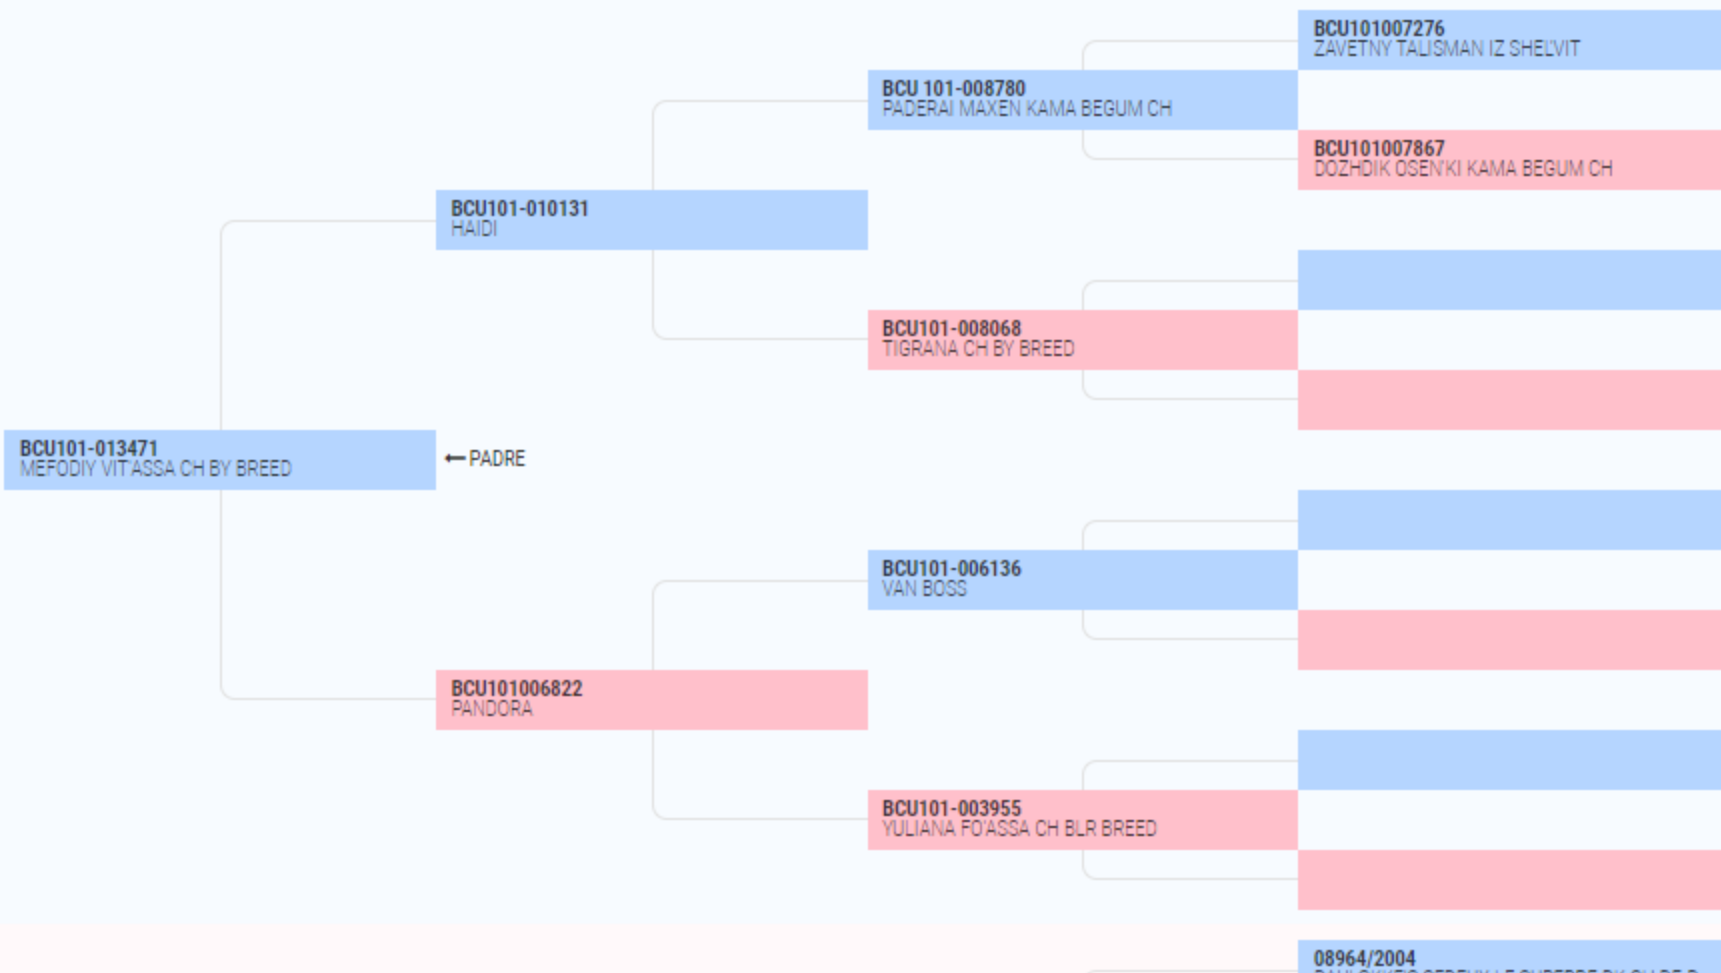 BCU101007276
ZAVETNY TALISMAN IZ SHEL'VIT
BCU 101-008780
PADERAI MAXEN KAMA BEGUM CH
BCU101007867
DOZHDIK OSEN'KI KAMA BEGUM CH
BCU101-010131
HAIDI
BCU101-008068
TIGRANA CH BY BREED
BCU101-013471
MEFODIY VIT'ASSA CH BY BREED
← PADRE
BCU101-006136
VAN BOSS
BCU101006822
PANDORA
BCU101-003955
YULIANA FO'ASSA CH BLR BREED
08964/2004